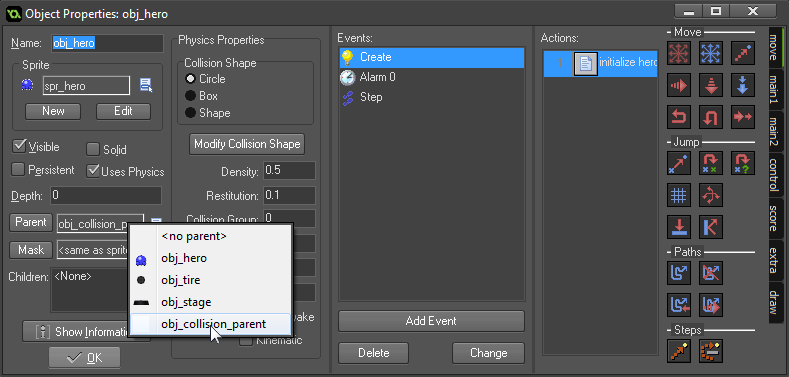 Object Properties: obj_hero
Name: obj_hero
Sprite
spr_hero
New Edit
Visible Solid
Persistent Uses Physics
Depth: 0
Parent obj_collision_p
Mask <same as sprite
Children: <None>
Show Information
OK
<no parent>
obj_hero
obj_tire
obj_stage
obj_collision_parent
Physics Properties
Collision Shape
Circle
Box
Shape
Modify Collision Shape
Density: 0.5
Restitution: 0.1
Collision Group: 0
wake
Kinematic
Events:
Create
Alarm 0
Step
Add Event
Delete Change
Actions:
initialize hero
Move
Jump
Paths
Steps
move
main1
main2
control
score
extra
draw